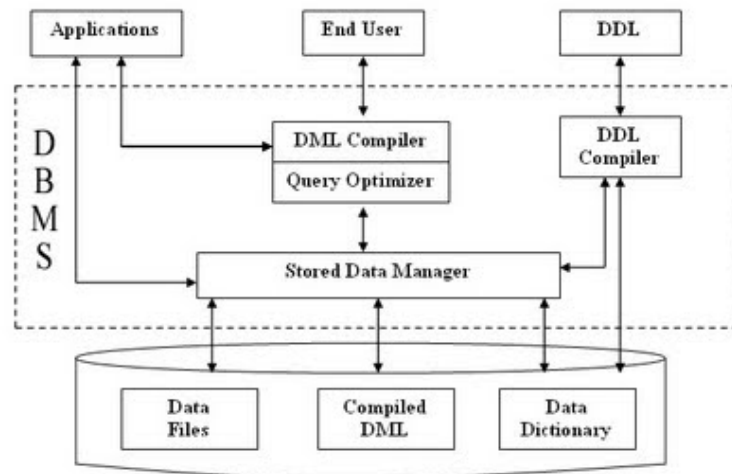 Applications
End User
DDL
DBMS
DML Compiler
Query Optimizer
DDL
Compiler
Stored Data Manager
Data
Files
Compiled
DML
Data
Dictionary